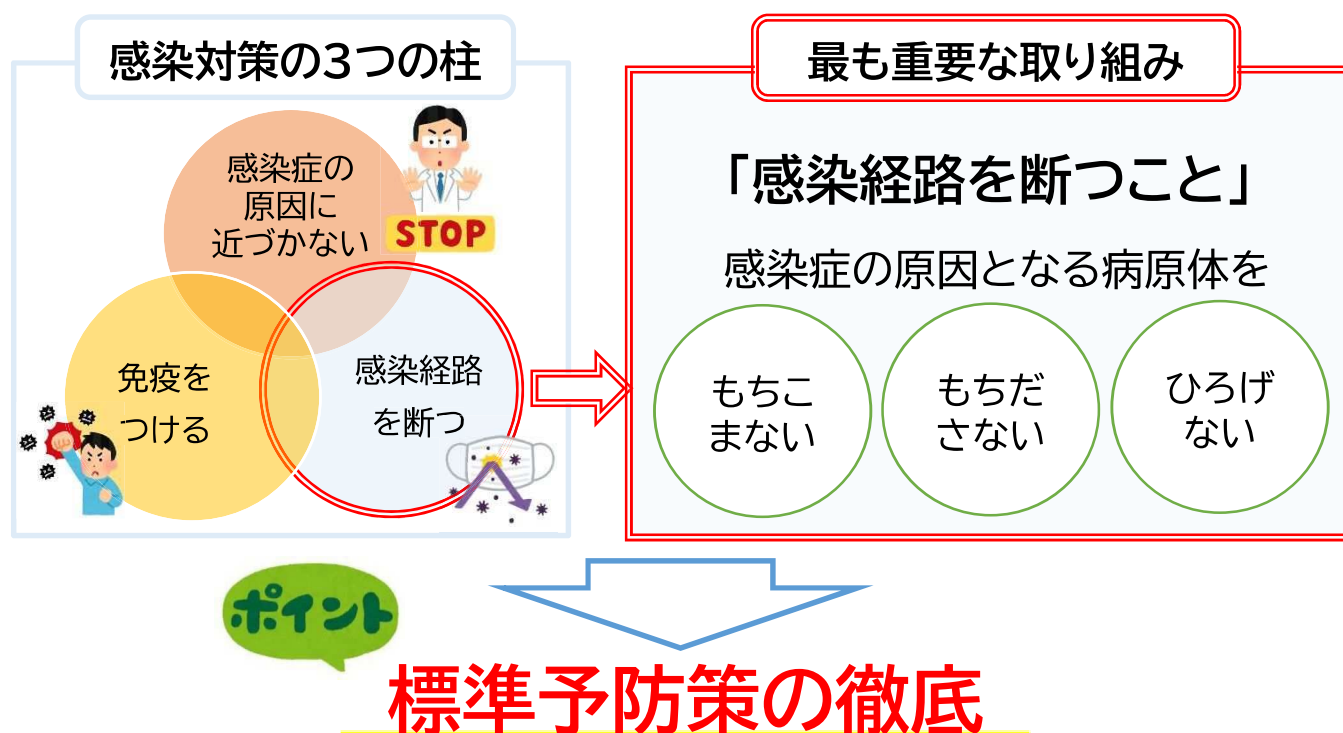 感染対策の3つの柱
感染症の
原因に
近づかない
STOP
免疫を
つける
感染経路
を断つ
最も重要な取り組み
「感染経路を断つこと」
感染症の原因となる病原体を
もちこ
まない
もちだ
さない
ひろげ
ない
ポイント
標準予防策の徹底